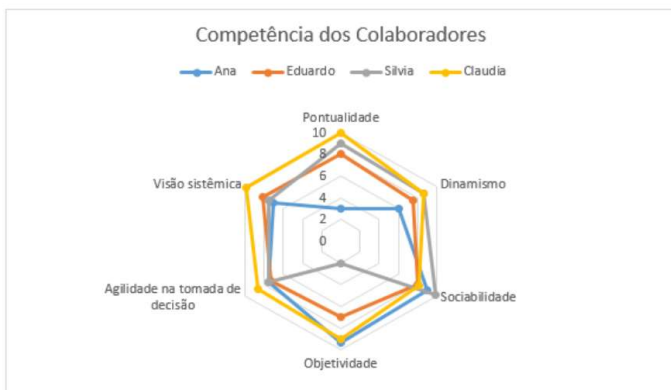 Competência dos Colaboradores
Ana Eduardo Silvia Claudia
Pontualidade
10
8
6
4
2
0
Dinamismo
Sociabilidade
Objetividade
Agilidade na tomada de
decisão
Visão sistêmica